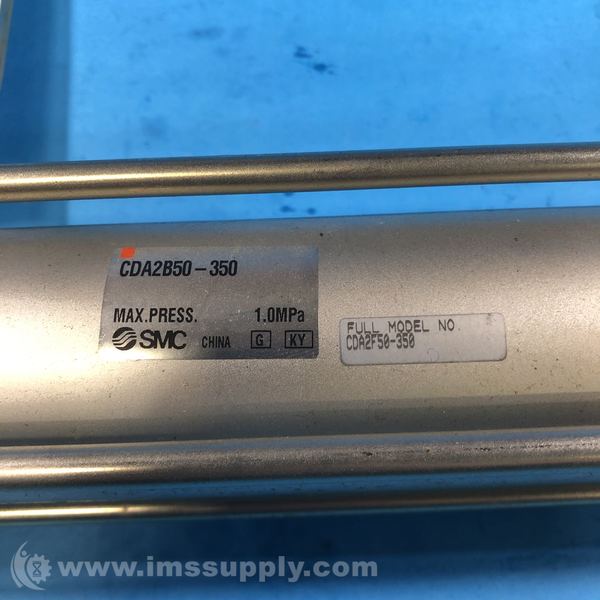 CDA2B50-350
MAX.PRESS. 1.0MPa
SMC CHINA G KY
FULL MODEL NO.
CDA2F50-350
www.imssupply.com